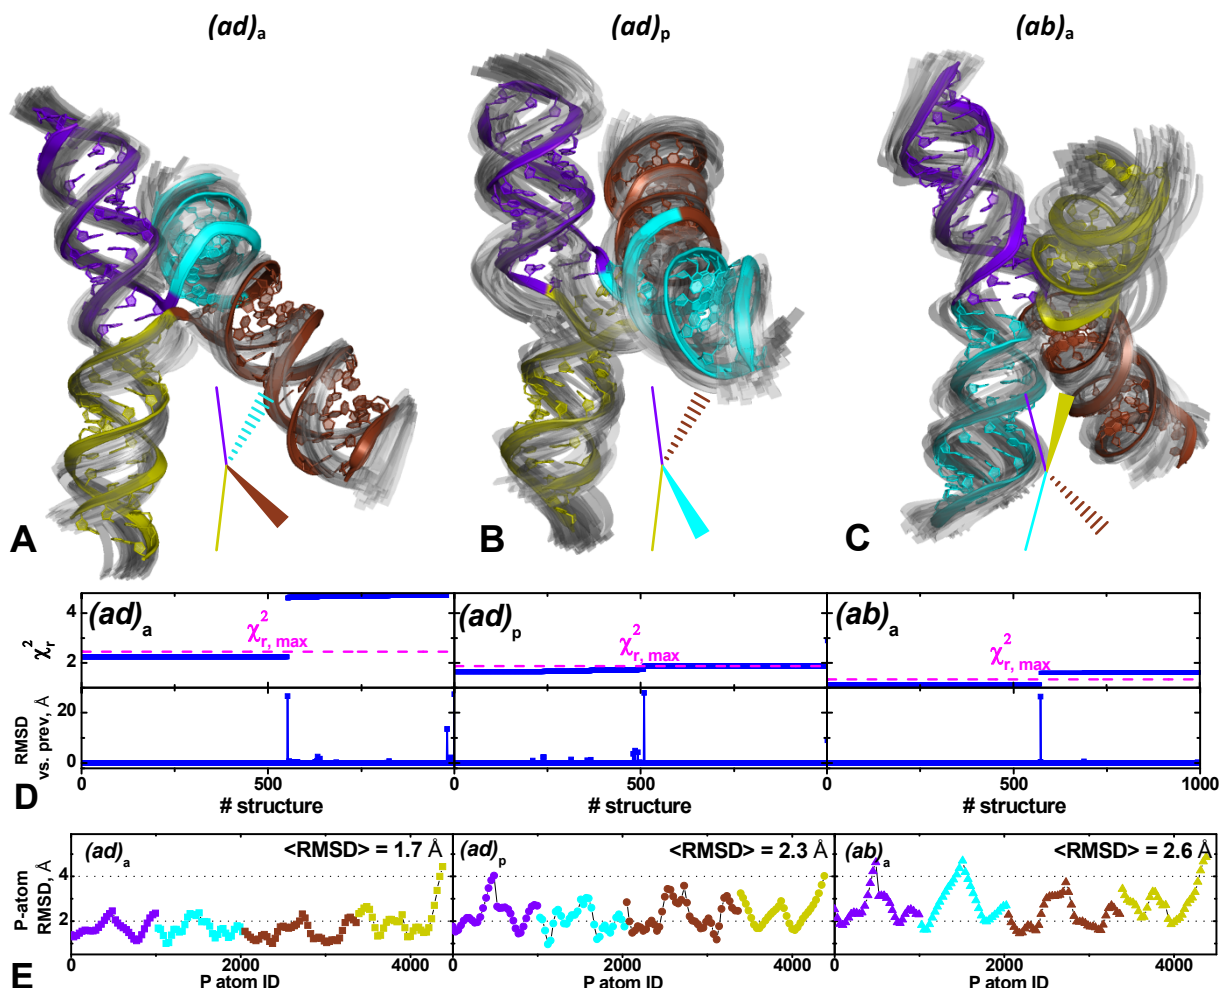 (ad)a (ad)p (ab)a
A B C
(ad)a (ad)p (ab)a
χ²r, max χ²r, max χ²r, max
χ²r
4
2
RMSD
vs. prev, Å
20
0
0 500 0 500 0 500 1000
D # structure # structure # structure
(ad)a <RMSD> = 1.7 Å (ad)p <RMSD> = 2.3 Å (ab)a <RMSD> = 2.6 Å
P-atom
RMSD, Å
4
2
0 2000 4000 0 2000 4000 0 2000 4000
E P atom ID P atom ID P atom ID